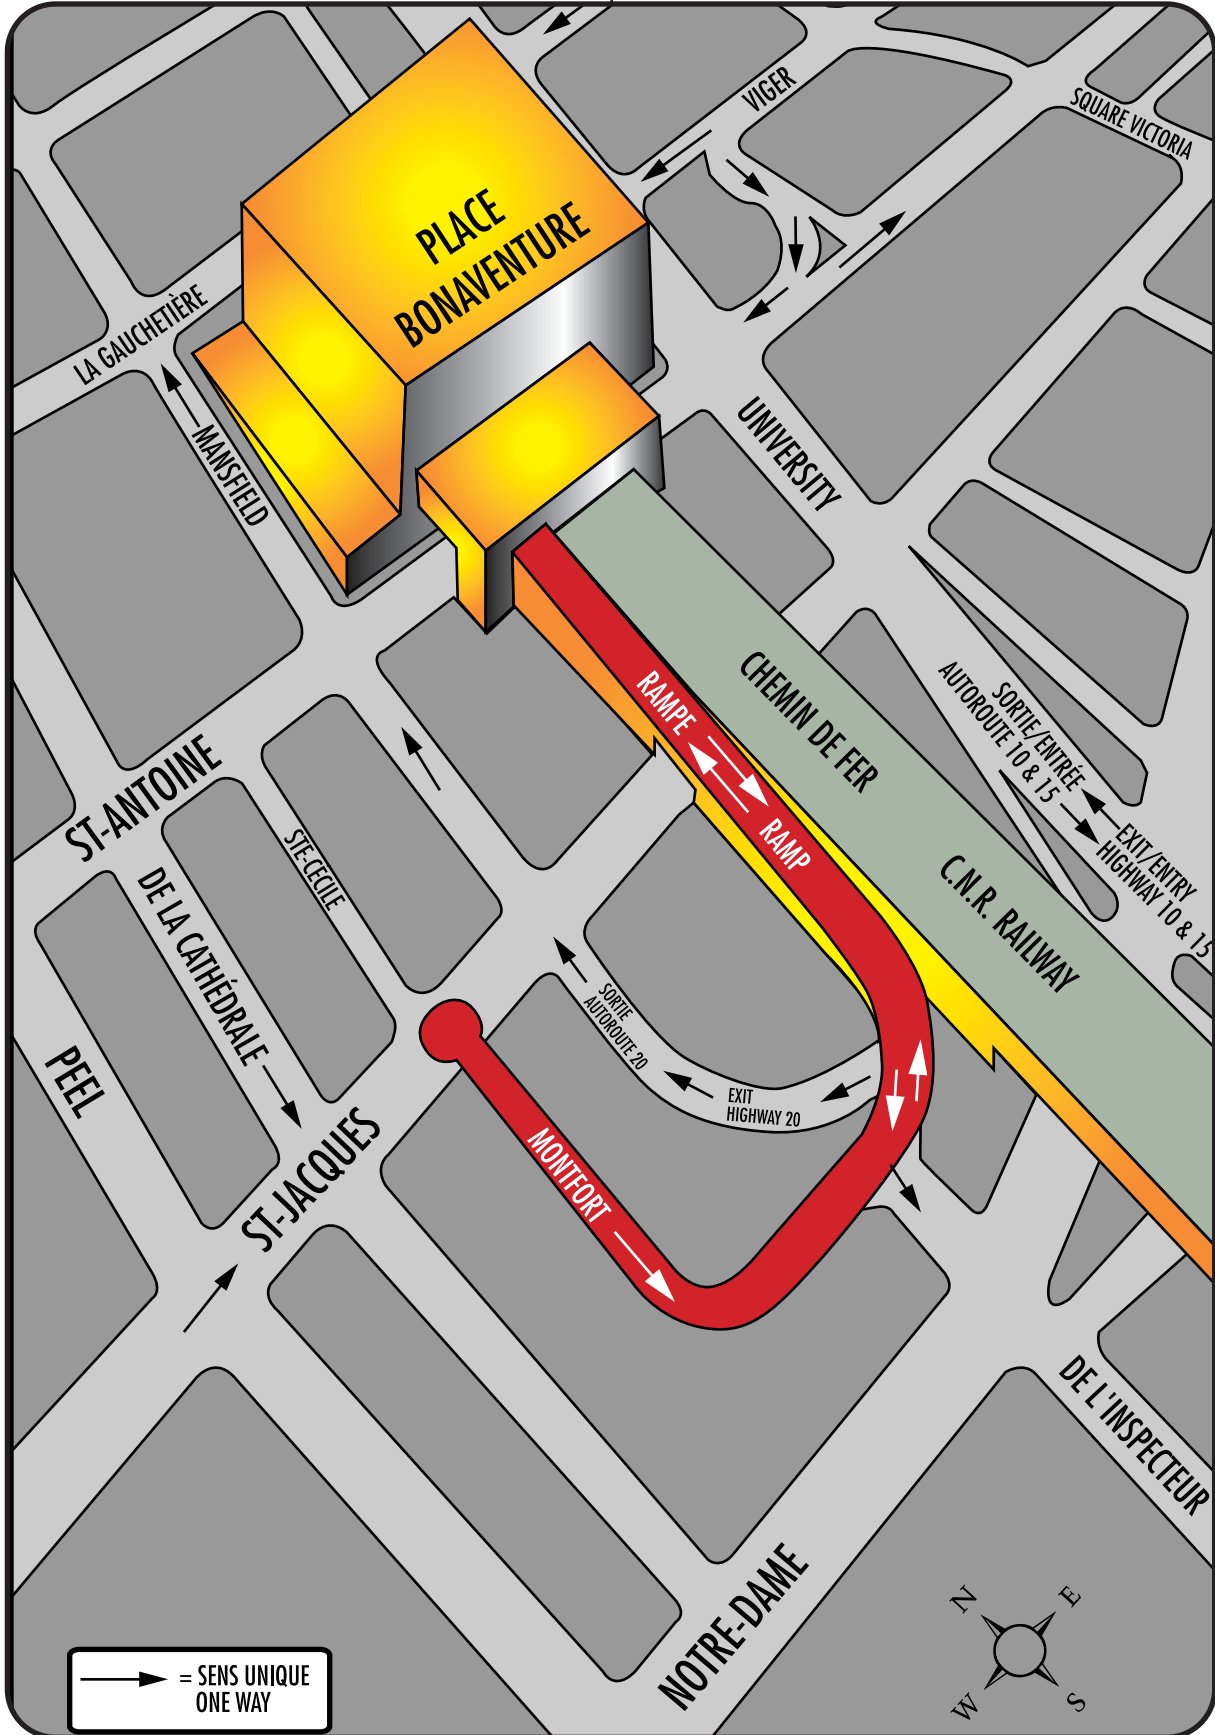 VIGER
SQUARE VICTORIA
PLACE
BONAVENTURE
LA GAUCHETIÈRE
MANSFIELD
UNIVERSITY
RAMPE
RAMP
CHEMIN DE FER
C.N.R. RAILWAY
SORTIE/ENTRÉE
AUTOROUTE 10 & 15
EXIT/ENTRY
HIGHWAY 10 & 15
ST-ANTOINE
STE-CECILE
DE LA CATHÉDRALE
PEEL
SORTIE
AUTOROUTE 20
EXIT
HIGHWAY 20
ST-JACQUES
MONTFORT
DE L'INSPECTEUR
NOTRE-DAME
N
E
W
S
= SENS UNIQUE
ONE WAY